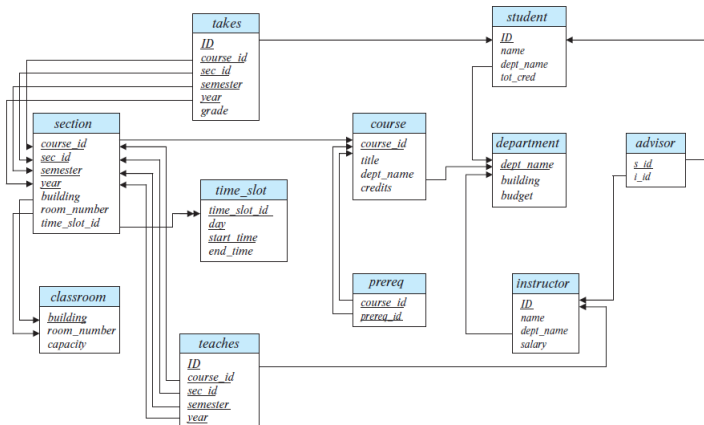 takes
ID
course_id
sec_id
semester
year
grade
student
ID
name
dept_name
tot_cred
section
course_id
sec_id
semester
year
building
room_number
time_slot_id
course
course_id
title
dept_name
credits
department
dept_name
building
budget
advisor
s_id
i_id
time_slot
time_slot_id
day
start_time
end_time
classroom
building
room_number
capacity
prereq
course_id
prereq_id
instructor
ID
name
dept_name
salary
teaches
ID
course_id
sec_id
semester
year